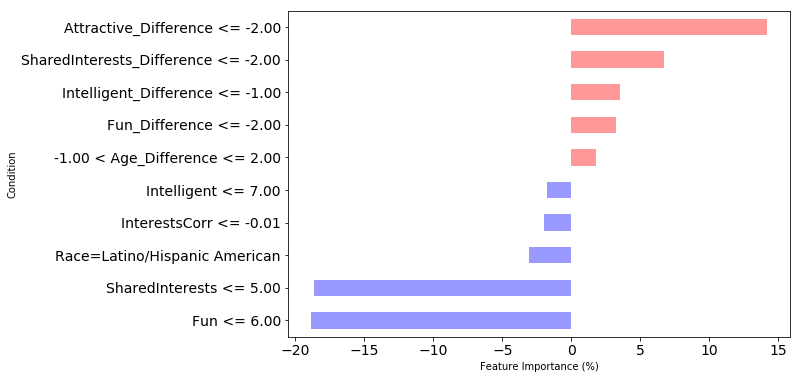 Attractive_Difference <= -2.00
SharedInterests_Difference <= -2.00
Intelligent_Difference <= -1.00
Fun_Difference <= -2.00
-1.00 < Age_Difference <= 2.00
Intelligent <= 7.00
InterestsCorr <= -0.01
Race=Latino/Hispanic American
SharedInterests <= 5.00
Fun <= 6.00
Condition
−20 −15 −10 −5 0 5 10 15
Feature Importance (%)